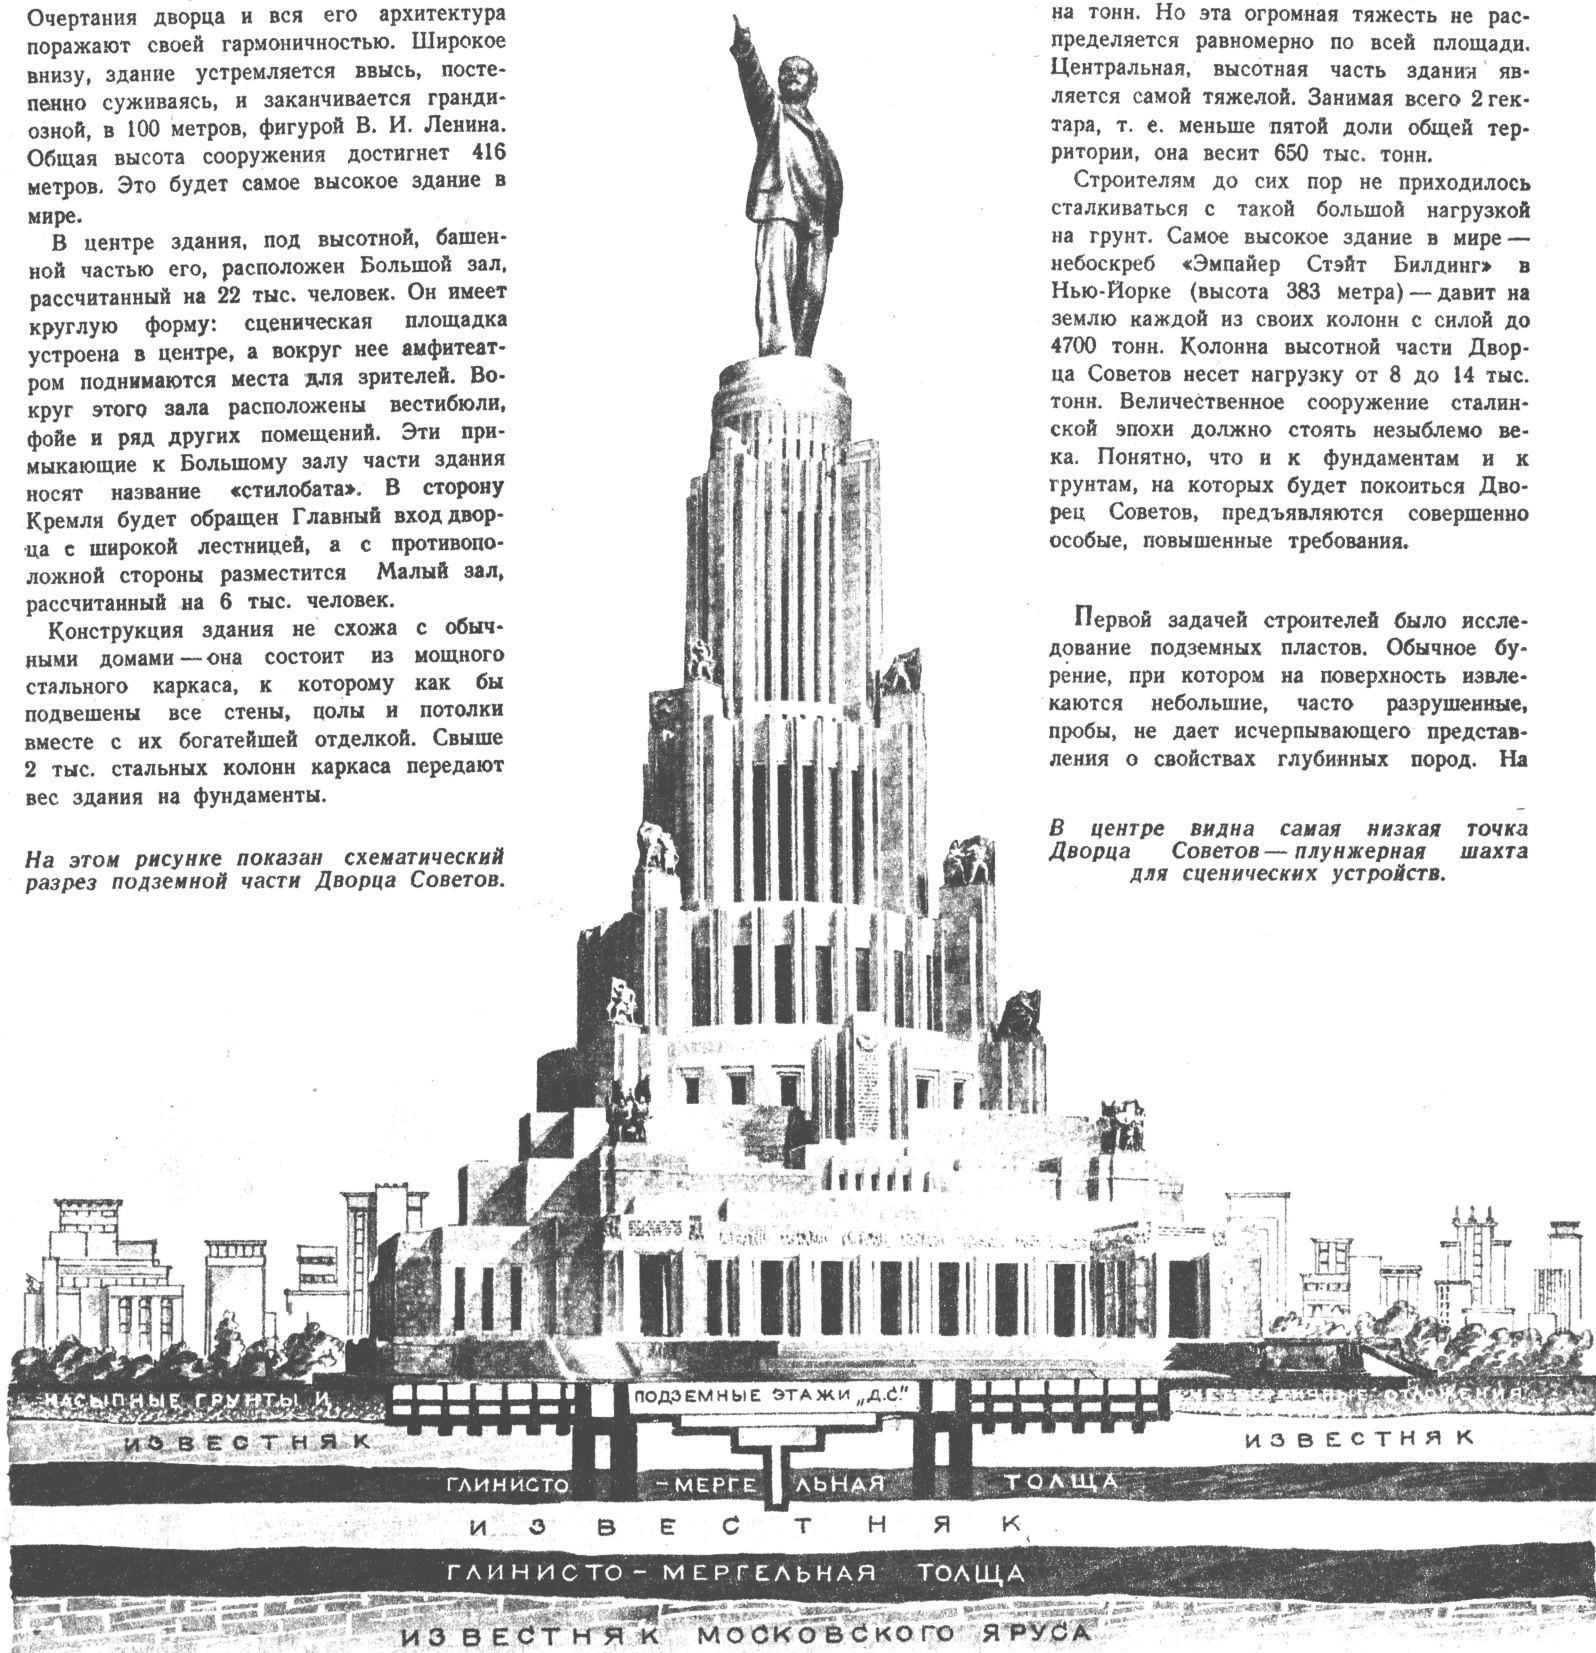 Очертания дворца и вся его архитектура
поражают своей гармоничностью. Широкое
внизу, здание устремляется ввысь, посте-
пенно суживаясь, и заканчивается гранди-
озной, в 100 метров, фигурой В. И. Ленина.
Общая высота сооружения достигнет 416
метров. Это будет самое высокое здание в
мире.
В центре здания, под высотной, башен-
ной частью его, расположен Большой зал,
рассчитанный на 22 тыс. человек. Он имеет
круглую форму: сценическая площадка
устроена в центре, а вокруг нее амфитеат-
ром поднимаются места для зрителей. Во-
круг этого зала расположены вестибюли,
фойе и ряд других помещений. Эти при-
мыкающие к Большому залу части здания
носят название «стилобата». В сторону
Кремля будет обращен Главный вход двор-
ца с широкой лестницей, а с противопо-
ложной стороны разместится Малый зал,
рассчитанный на 6 тыс. человек.
Конструкция здания не схожа с обыч-
ными домами — она состоит из мощного
стального каркаса, к которому как бы
подвешены все стены, полы и потолки
вместе с их богатейшей отделкой. Свыше
2 тыс. стальных колонн каркаса передают
вес здания на фундаменты.
На этом рисунке показан схематический
разрез подземной части Дворца Советов.
на тонн. Но эта огромная тяжесть не рас-
пределяется равномерно по всей площади.
Центральная, высотная часть здания яв-
ляется самой тяжелой. Занимая всего 2 гек-
тара, т. е. меньше пятой доли общей тер-
ритории, она весит 650 тыс. тонн.
Строителям до сих пор не приходилось
сталкиваться с такой большой нагрузкой
на грунт. Самое высокое здание в мире —
небоскреб «Эмпайер Стэйт Билдинг» в
Нью-Йорке (высота 383 метра) — давит на
землю каждой из своих колонн с силой до
4700 тонн. Колонна высотной части Двор-
ца Советов несет нагрузку от 8 до 14 тыс.
тонн. Величественное сооружение сталин-
ской эпохи должно стоять незыблемо ве-
ка. Понятно, что и к фундаментам и к
грунтам, на которых будет покоиться Дво-
рец Советов, предъявляются совершенно
особые, повышенные требования.
Первой задачей строителей было иссле-
дование подземных пластов. Обычное бу-
рение, при котором на поверхность извле-
каются небольшие, часто разрушенные,
пробы, не дает исчерпывающего представ-
ления о свойствах глубинных пород. На
В центре видна самая низкая точка
Дворца Советов — плунжерная шахта
для сценических устройств.
НАСЫПНЫЕ ГРУНТЫ И
ПОДЗЕМНЫЕ ЭТАЖИ „Д.С."
ЧЕТВЕРТИЧНЫЕ ОТЛОЖЕНИЯ
ИЗВЕСТНЯК
ИЗВЕСТНЯК
ГЛИНИСТО - МЕРГЕЛЬНАЯ ТОЛЩА
ИЗВЕСТНЯК
ГЛИНИСТО - МЕРГЕЛЬНАЯ ТОЛЩА
ИЗВЕСТНЯК МОСКОВСКОГО ЯРУСА